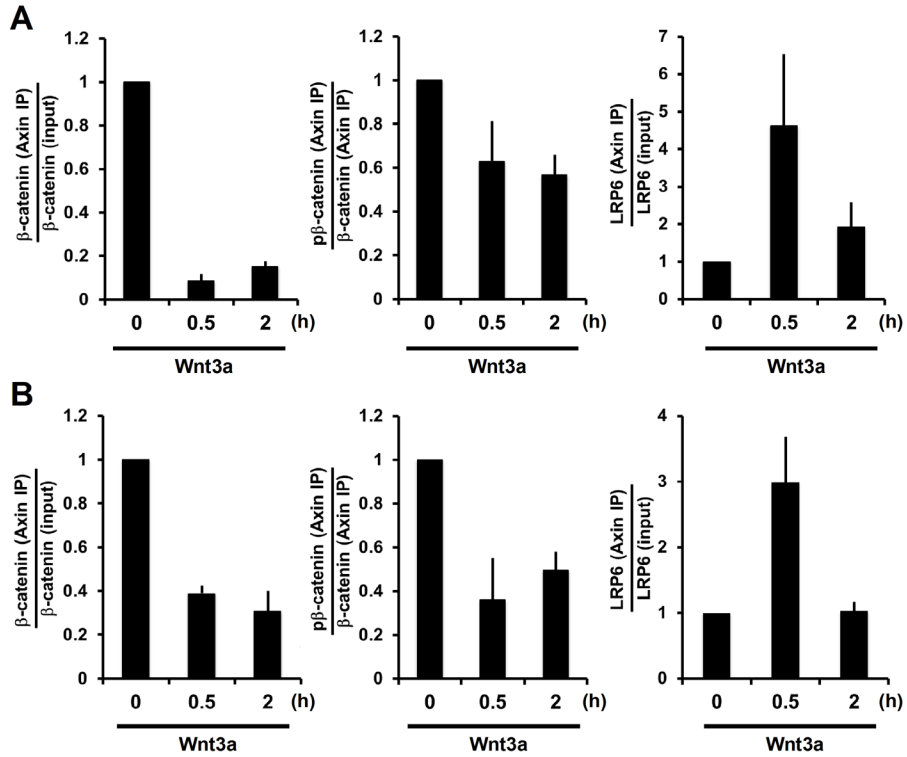 A
β-catenin (Axin IP)
β-catenin (input)
1.2
1
0.8
0.6
0.4
0.2
0
0 0.5 2 (h)
Wnt3a
pβ-catenin (Axin IP)
β-catenin (Axin IP)
1.2
1
0.8
0.6
0.4
0.2
0
0 0.5 2 (h)
Wnt3a
LRP6 (Axin IP)
LRP6 (input)
7
6
5
4
3
2
1
0
0 0.5 2 (h)
Wnt3a
B
β-catenin (Axin IP)
β-catenin (input)
1.2
1
0.8
0.6
0.4
0.2
0
0 0.5 2 (h)
Wnt3a
pβ-catenin (Axin IP)
β-catenin (Axin IP)
1.2
1
0.8
0.6
0.4
0.2
0
0 0.5 2 (h)
Wnt3a
LRP6 (Axin IP)
LRP6 (input)
4
3
2
1
0
0 0.5 2 (h)
Wnt3a